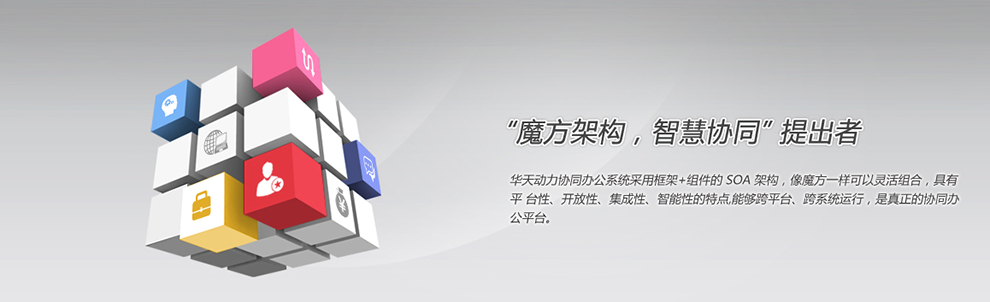 “魔方架构，智慧协同”提出者
华天动力协同办公系统采用框架+组件的 SOA 架构，像魔方一样可以灵活组合，具有
平 台性、开放性、集成性、智能性的特点,能够跨平台、跨系统运行，是真正的协同办
公平台。